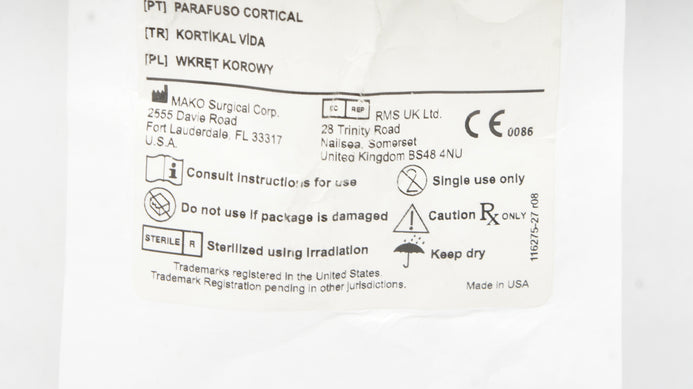 [PT] PARAFUSO CORTICAL
[TR] KORTİKAL VİDA
[PL] WKRĘT KOROWY
MAKO Surgical Corp.
2555 Davie Road
Fort Lauderdale, FL 33317
U.S.A.
EC REP RMS UK Ltd.
28 Trinity Road
Nailsea, Somerset
United Kingdom BS48 4NU
CE 0086
Consult Instructions for use
2 Single use only
Do not use if package is damaged
Caution Rx ONLY
STERILE R Sterilized using Irradiation
Keep dry
116275-27 r08
Trademarks registered in the United States.
Trademark Registration pending in other jurisdictions.
Made in USA